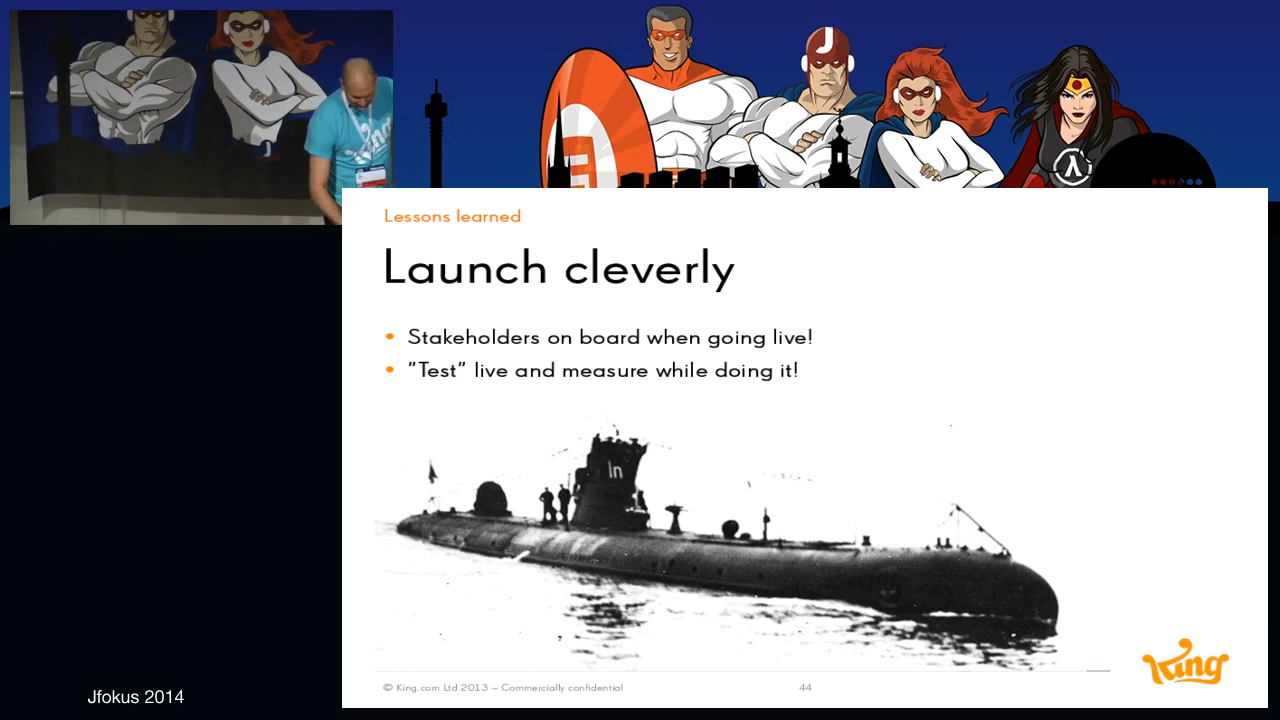 J
Lessons learned
Launch cleverly
• Stakeholders on board when going live!
• "Test" live and measure while doing it!
In
© King.com Ltd 2013 – Commercially confidential
44
King
Jfokus 2014